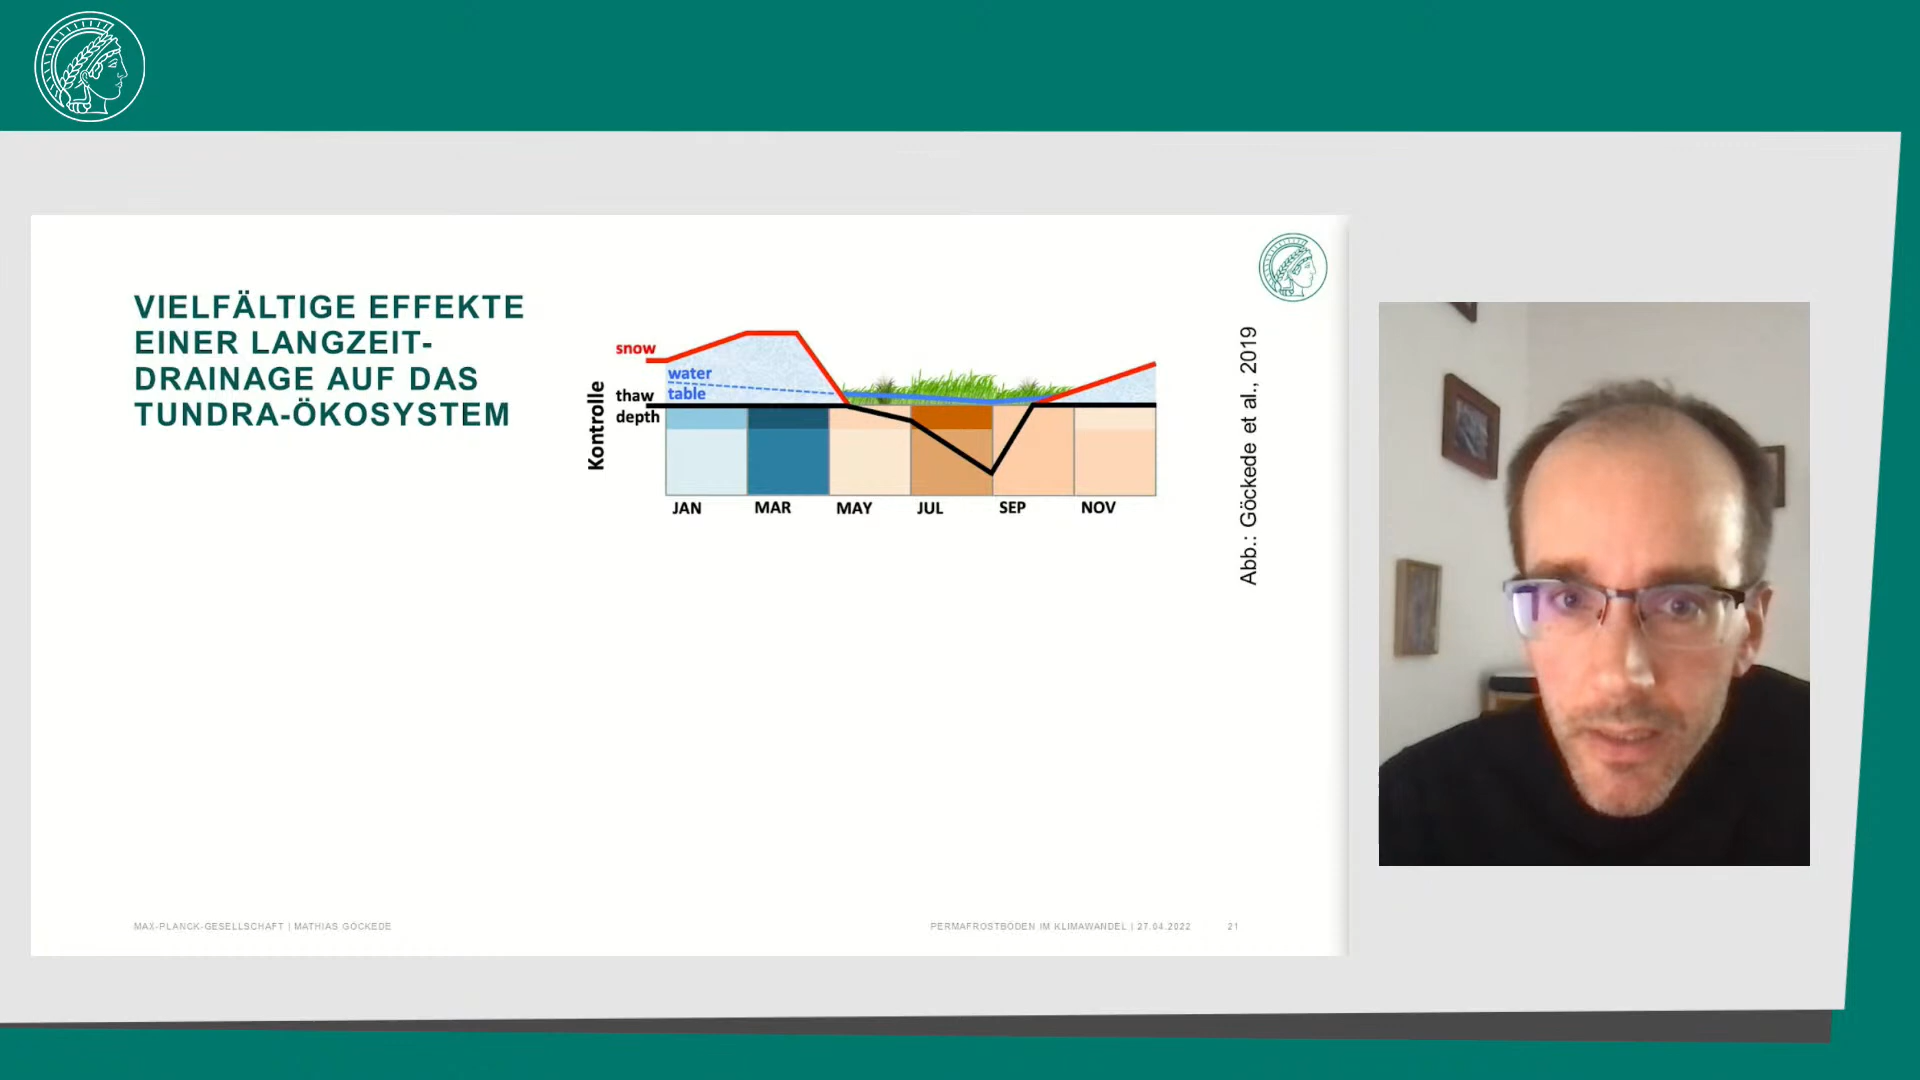 VIELFÄLTIGE EFFEKTE
EINER LANGZEIT-
DRAINAGE AUF DAS
TUNDRA-ÖKOSYSTEM
Kontrolle
snow
water
table
thaw
depth
JAN MAR MAY JUL SEP NOV
Abb.: Göckede et al., 2019
MAX-PLANCK-GESELLSCHAFT | MATHIAS GÖCKEDE
PERMAFROSTBÖDEN IM KLIMAWANDEL | 27.04.2022 21